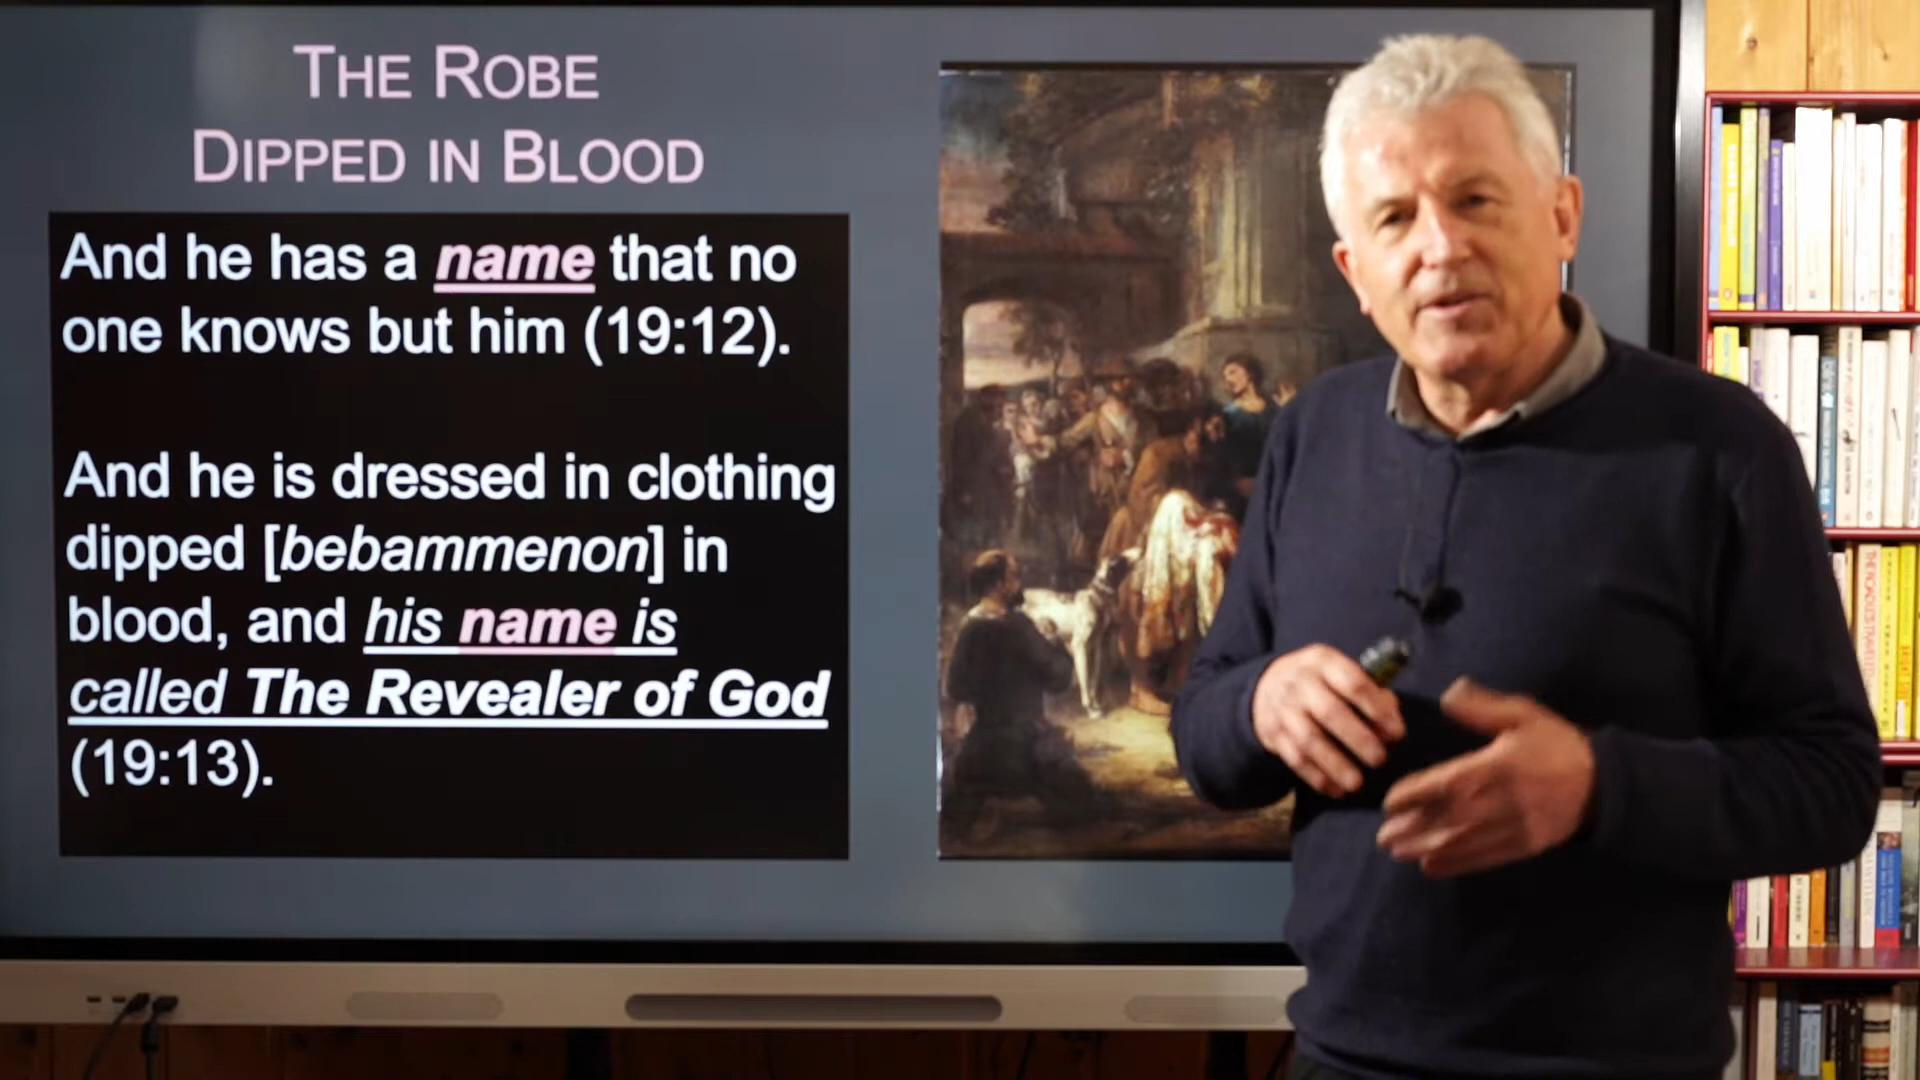 THE ROBE
DIPPED IN BLOOD
And he has a name that no
one knows but him (19:12).
And he is dressed in clothing
dipped [bebammenon] in
blood, and his name is
called The Revealer of God
(19:13).